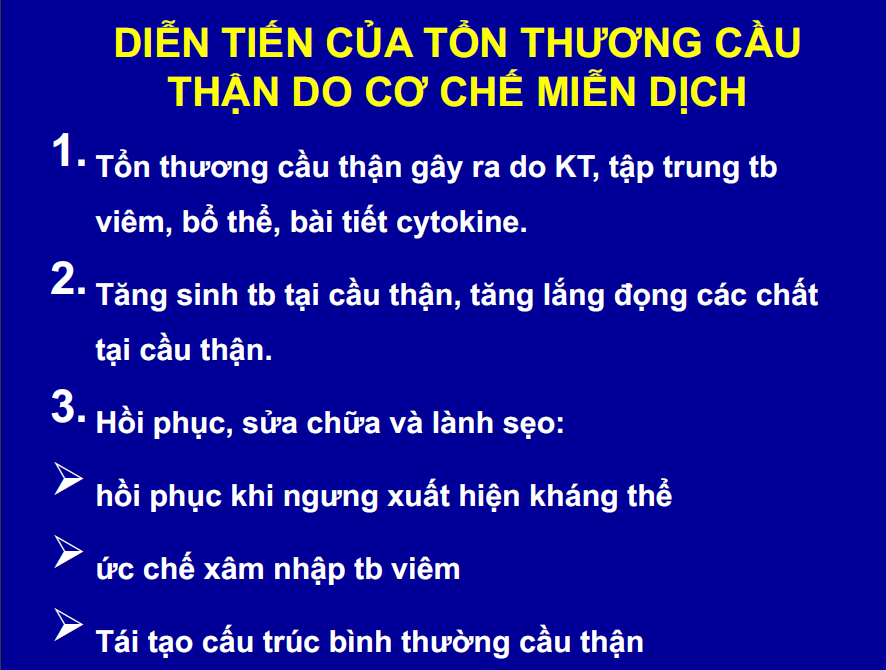 DIỄN TIẾN CỦA TỔN THƯƠNG CẦU
THẬN DO CƠ CHẾ MIỄN DỊCH
1. Tổn thương cầu thận gây ra do KT, tập trung tb
viêm, bổ thể, bài tiết cytokine.
2. Tăng sinh tb tại cầu thận, tăng lắng đọng các chất
tại cầu thận.
3. Hồi phục, sửa chữa và lành sẹo:
➢ hồi phục khi ngưng xuất hiện kháng thể
➢ ức chế xâm nhập tb viêm
➢ Tái tạo cấu trúc bình thường cầu thận